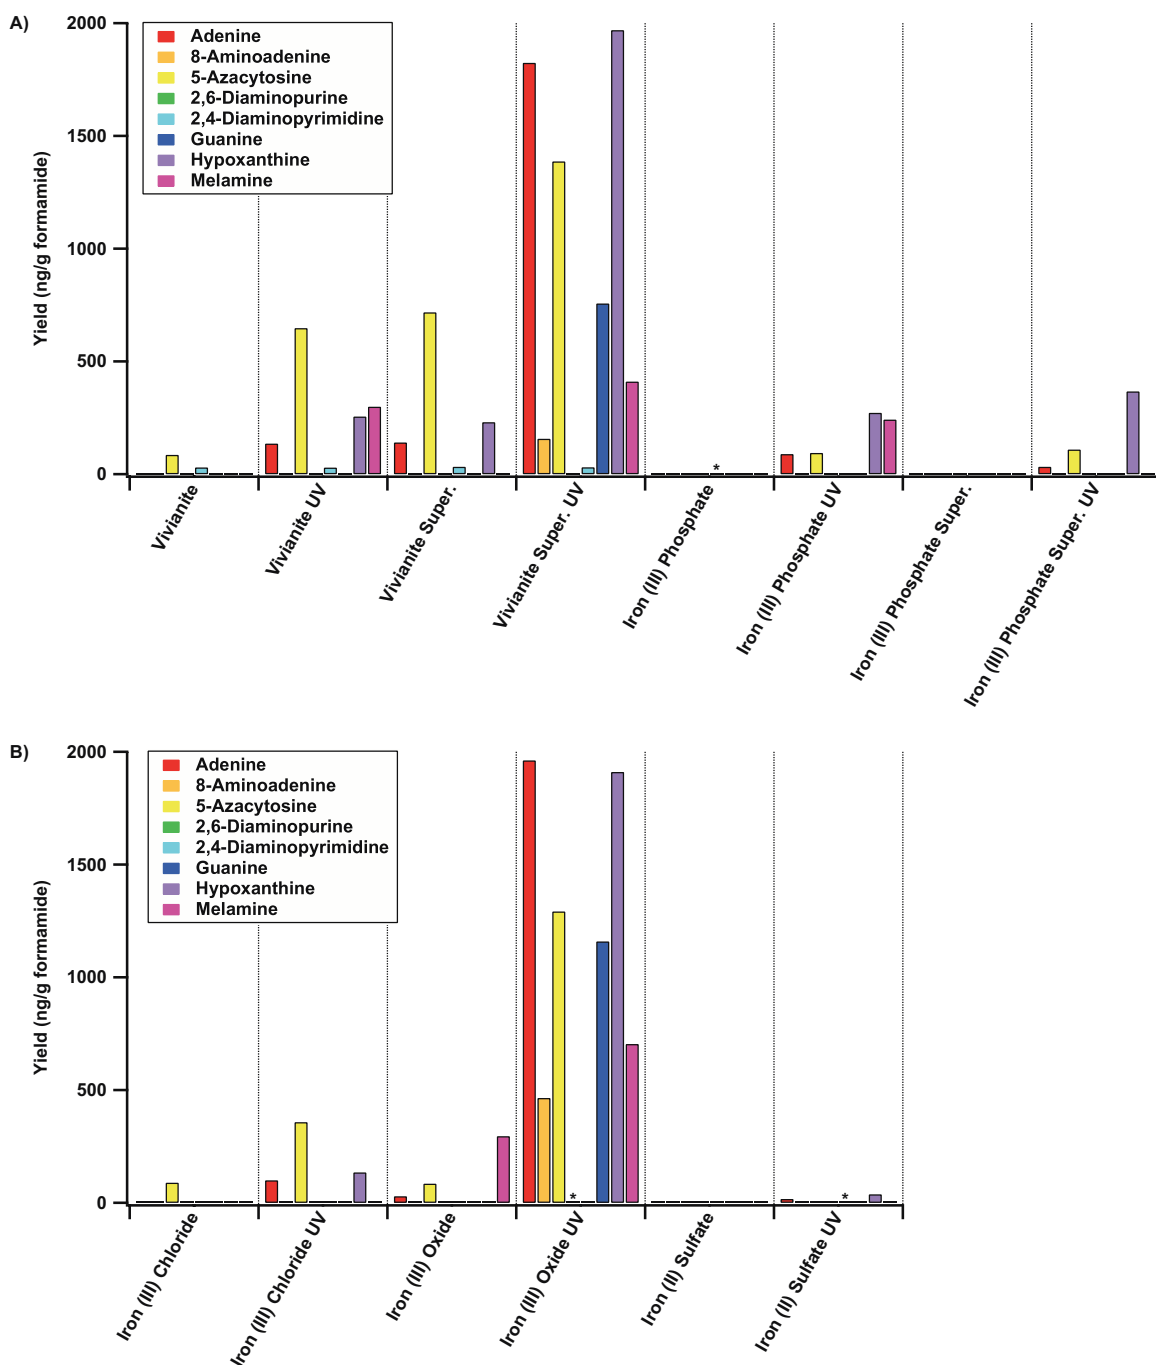 A)
Yield (ng/g formamide)
2000
1500
1000
500
0
Adenine
8-Aminoadenine
5-Azacytosine
2,6-Diaminopurine
2,4-Diaminopyrimidine
Guanine
Hypoxanthine
Melamine
*
Vivianite
Vivianite UV
Vivianite Super.
Vivianite Super. UV
Iron (III) Phosphate
Iron (III) Phosphate UV
Iron (III) Phosphate Super.
Iron (III) Phosphate Super. UV
B)
Yield (ng/g formamide)
2000
1500
1000
500
0
Adenine
8-Aminoadenine
5-Azacytosine
2,6-Diaminopurine
2,4-Diaminopyrimidine
Guanine
Hypoxanthine
Melamine
*
*
Iron (III) Chloride
Iron (III) Chloride UV
Iron (III) Oxide
Iron (III) Oxide UV
Iron (II) Sulfate
Iron (II) Sulfate UV